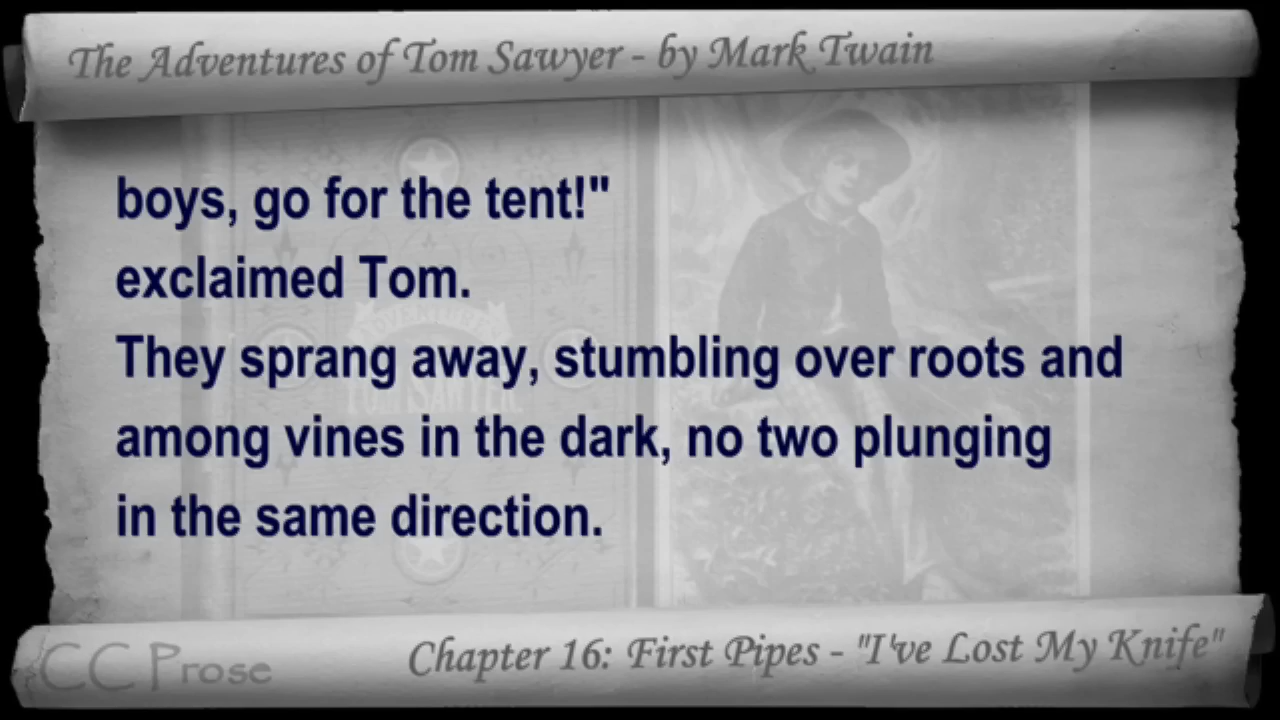 The Adventures of Tom Sawyer - by Mark Twain
boys, go for the tent!"
exclaimed Tom.
They sprang away, stumbling over roots and
among vines in the dark, no two plunging
in the same direction.
CC Prose
Chapter 16: First Pipes - "I've Lost My Knife"